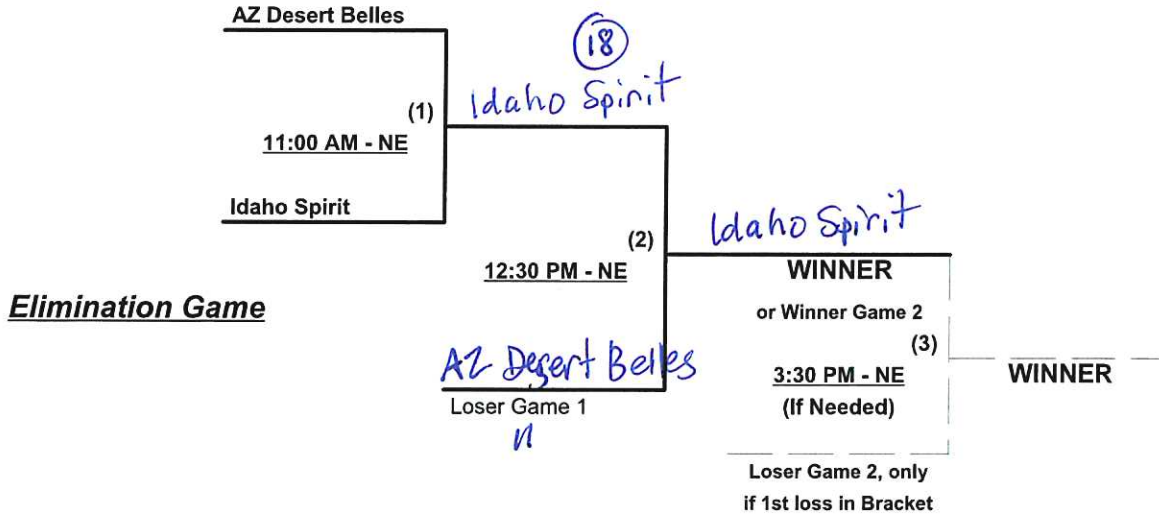 AZ Desert Belles
18
Idaho Spirit
(1)
11:00 AM - NE
Idaho Spirit
Idaho Spirit
(2)
12:30 PM - NE
WINNER
Elimination Game
or Winner Game 2
(3)
AZ Desert Belles
3:30 PM - NE
WINNER
Loser Game 1
(If Needed)
Loser Game 2, only
if 1st loss in Bracket